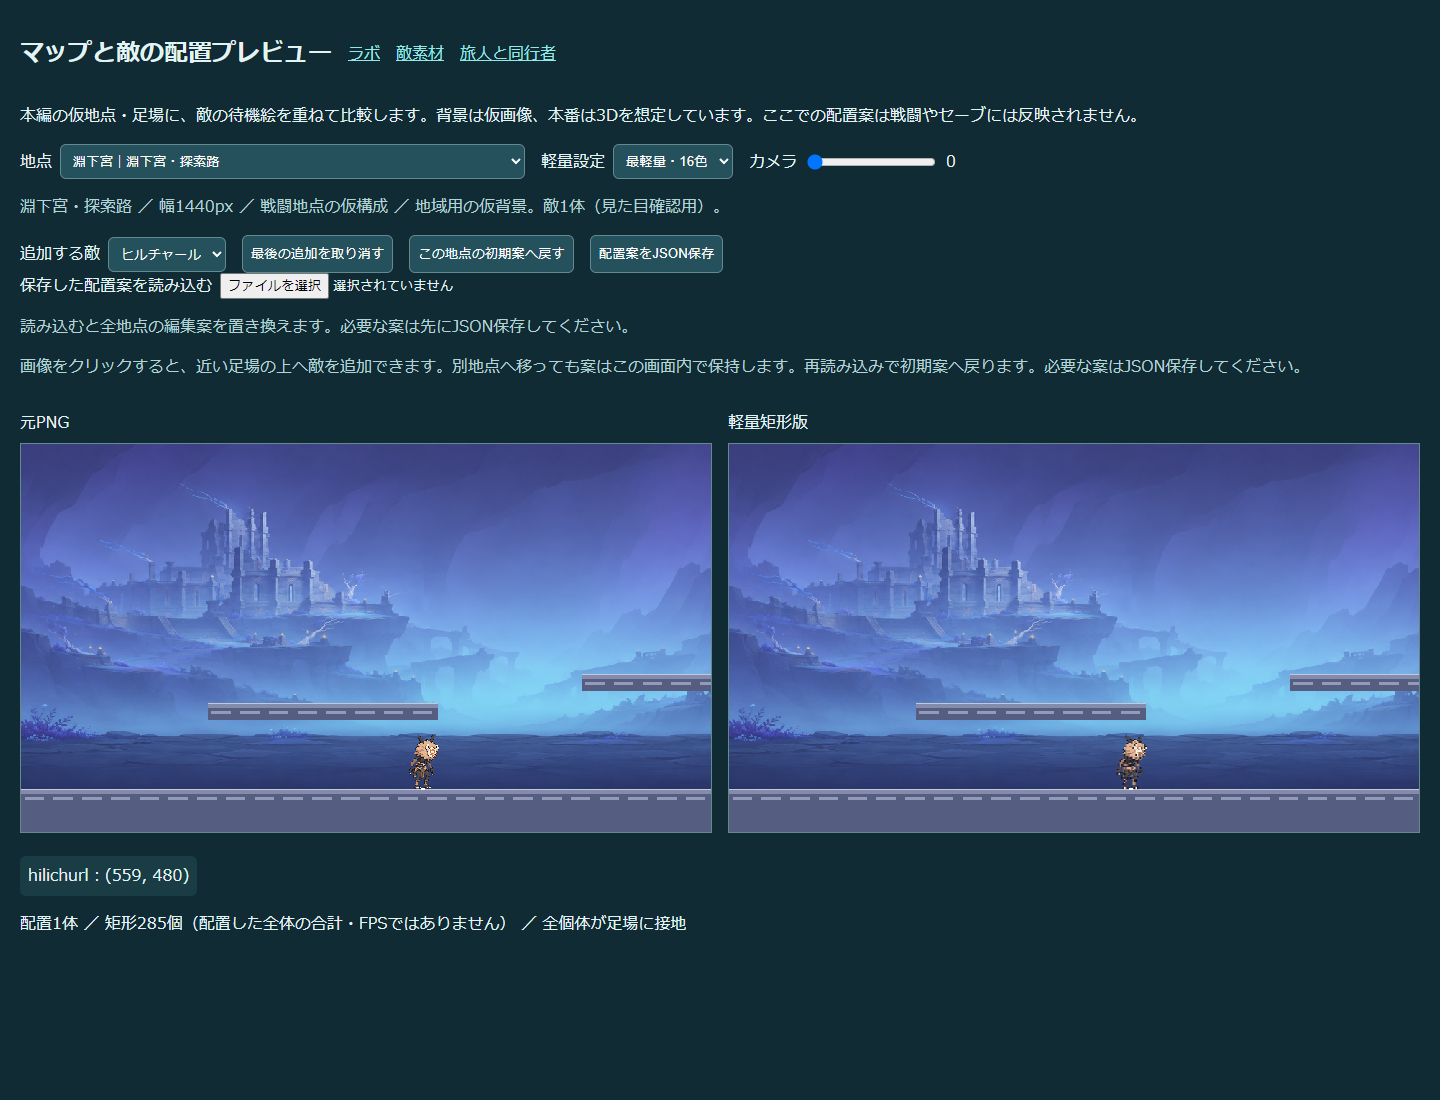 マップと敵の配置プレビュー ラボ 敵素材 旅人と同行者
本編の仮地点・足場に、敵の待機絵を重ねて比較します。背景は仮画像、本番は3Dを想定しています。ここでの配置案は戦闘やセーブには反映されません。
地点 淵下宮｜淵下宮・探索路 軽量設定 最軽量・16色 カメラ 0
淵下宮・探索路 ／ 幅1440px ／ 戦闘地点の仮構成 ／ 地域用の仮背景。敵1体（見た目確認用）。
追加する敵 ヒルチャール 最後の追加を取り消す この地点の初期案へ戻す 配置案をJSON保存
保存した配置案を読み込む ファイルを選択 選択されていません
読み込むと全地点の編集案を置き換えます。必要な案は先にJSON保存してください。
画像をクリックすると、近い足場の上へ敵を追加できます。別地点へ移っても案はこの画面内で保持します。再読み込みで初期案へ戻ります。必要な案はJSON保存してください。
元PNG
軽量矩形版
hilichurl : (559, 480)
配置1体 ／ 矩形285個（配置した全体の合計・FPSではありません） ／ 全個体が足場に接地